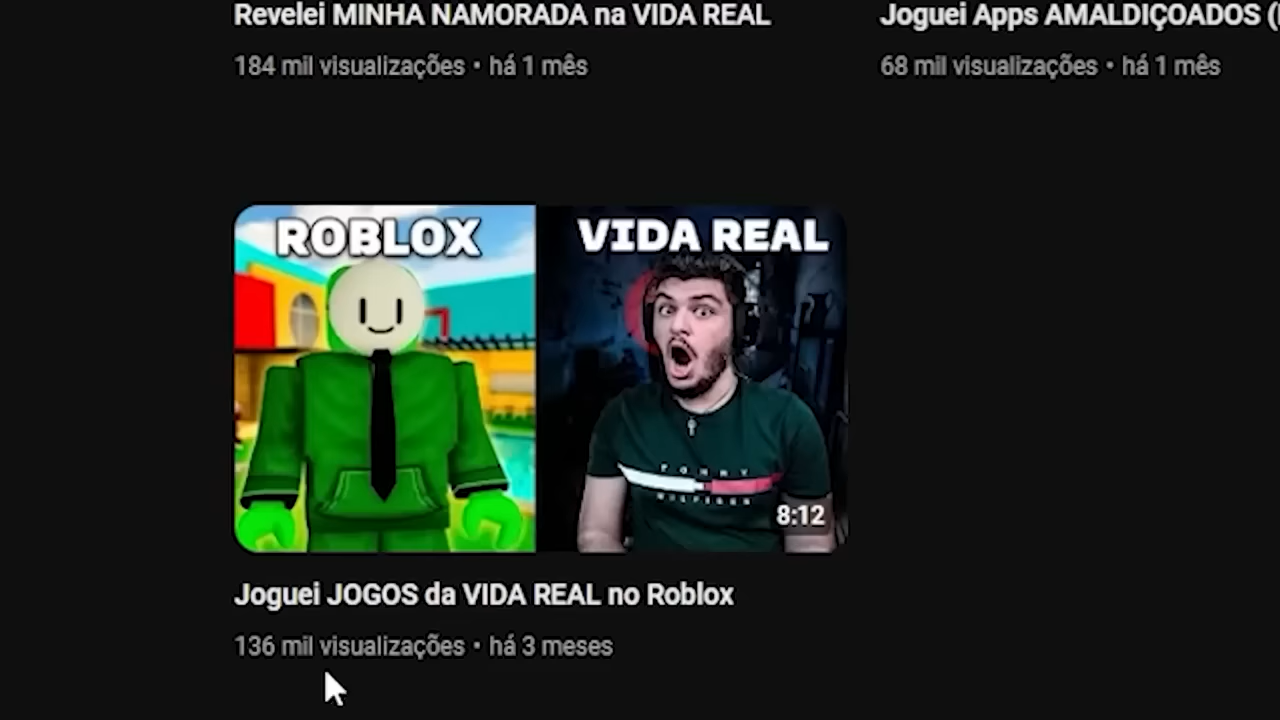 Revelei MINHA NAMORADA na VIDA REAL
Joguei Apps AMALDIÇOADOS (
184 mil visualizações • há 1 mês
68 mil visualizações • há 1 mês
ROBLOX
VIDA REAL
TOMMY
HILFIGER
8:12
Joguei JOGOS da VIDA REAL no Roblox
136 mil visualizações • há 3 meses